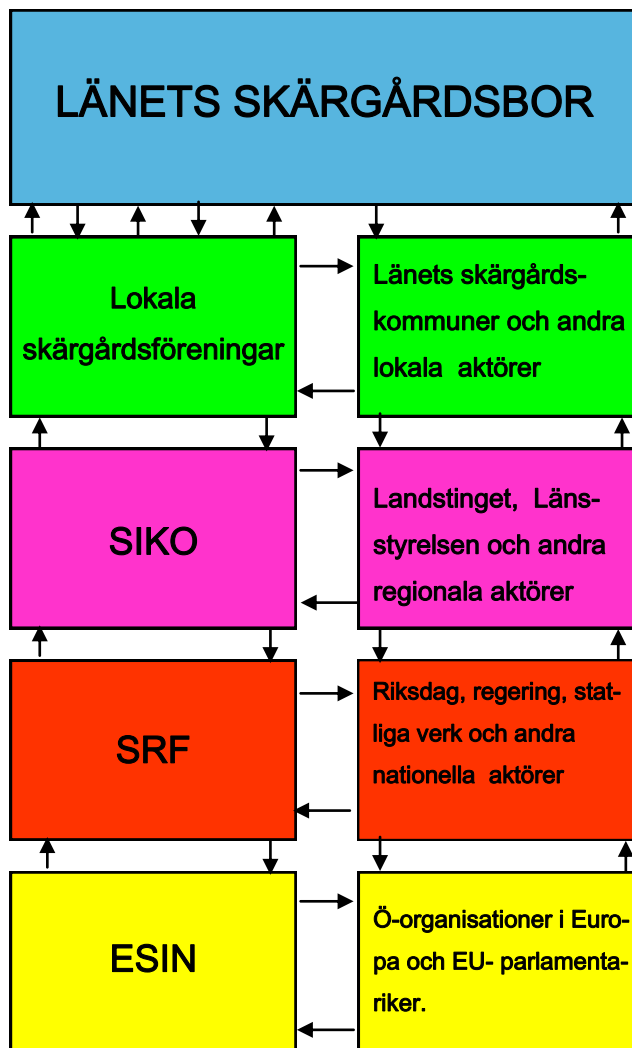 LÄNETS SKÄRGÅRDSBOR
Lokala
skärgårdsföreningar
Länets skärgårds-
kommuner och andra
lokala aktörer
SIKO
Landstinget, Läns-
styrelsen och andra
regionala aktörer
SRF
Riksdag, regering, stat-
liga verk och andra
nationella aktörer
ESIN
Ö-organisationer i Euro-
pa och EU- parlamenta-
riker.